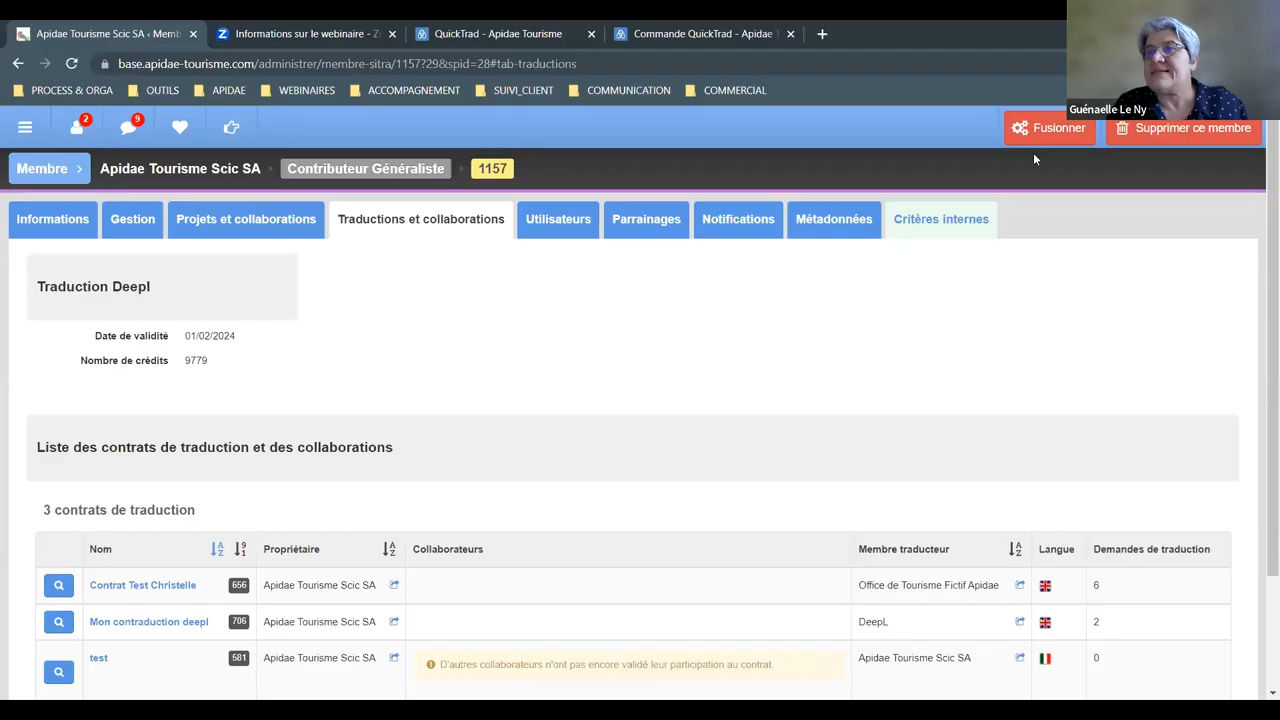 Apidae Tourisme Scic SA ‹ Memb
Informations sur le webinaire - Z
QuickTrad - Apidae Tourisme
Commande QuickTrad - Apidae T
base.apidae-tourisme.com/administrer/membre-sitra/1157?29&spid=28#tab-traductions
PROCESS & ORGA
OUTILS
APIDAE
WEBINAIRES
ACCOMPAGNEMENT
SUIVI_CLIENT
COMMUNICATION
COMMERCIAL
Guénaelle Le Ny
2
9
Fusionner
Supprimer ce membre
Membre
Apidae Tourisme Scic SA
Contributeur Généraliste
1157
Informations
Gestion
Projets et collaborations
Traductions et collaborations
Utilisateurs
Parrainages
Notifications
Métadonnées
Critères internes
Traduction Deepl
Date de validité 01/02/2024
Nombre de crédits 9779
Liste des contrats de traduction et des collaborations
3 contrats de traduction
Nom Propriétaire Collaborateurs Membre traducteur Langue Demandes de traduction
Contrat Test Christelle 656 Apidae Tourisme Scic SA Office de Tourisme Fictif Apidae 6
Mon contraduction deepl 706 Apidae Tourisme Scic SA DeepL 2
test 581 Apidae Tourisme Scic SA D'autres collaborateurs n'ont pas encore validé leur participation au contrat. Apidae Tourisme Scic SA 0